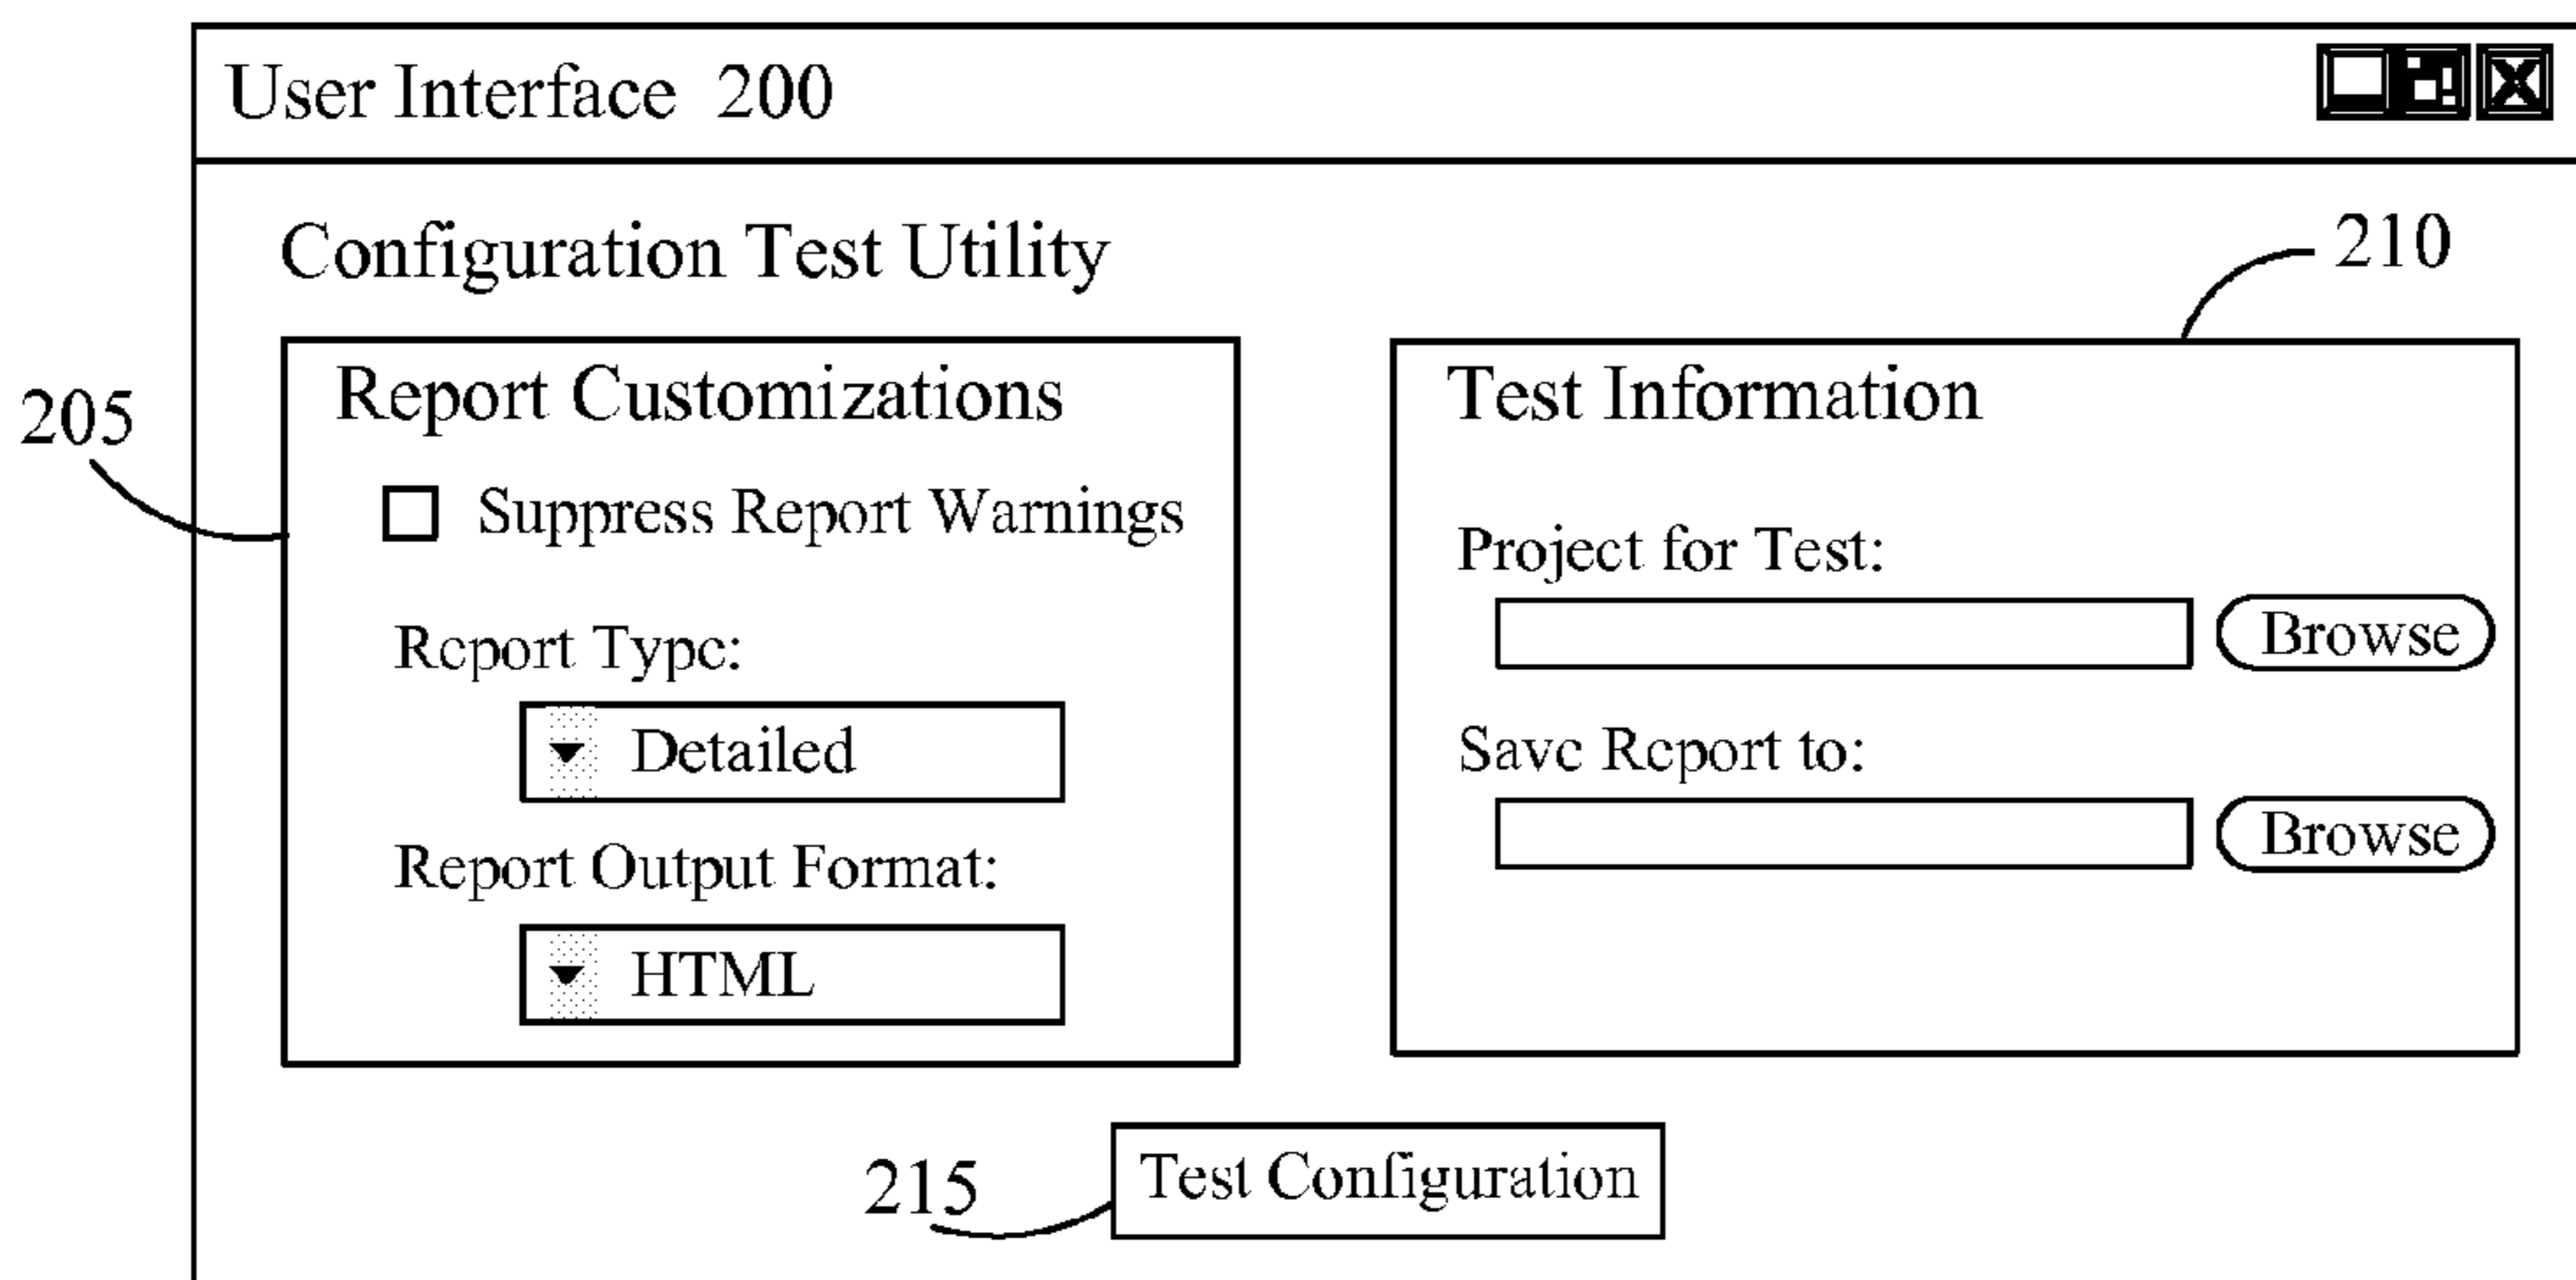 User Interface 200
Configuration Test Utility
210
205
Report Customizations
Suppress Report Warnings
Report Type:
Detailed
Report Output Format:
HTML
Test Information
Project for Test:
Browse
Save Report to:
Browse
215
Test Configuration